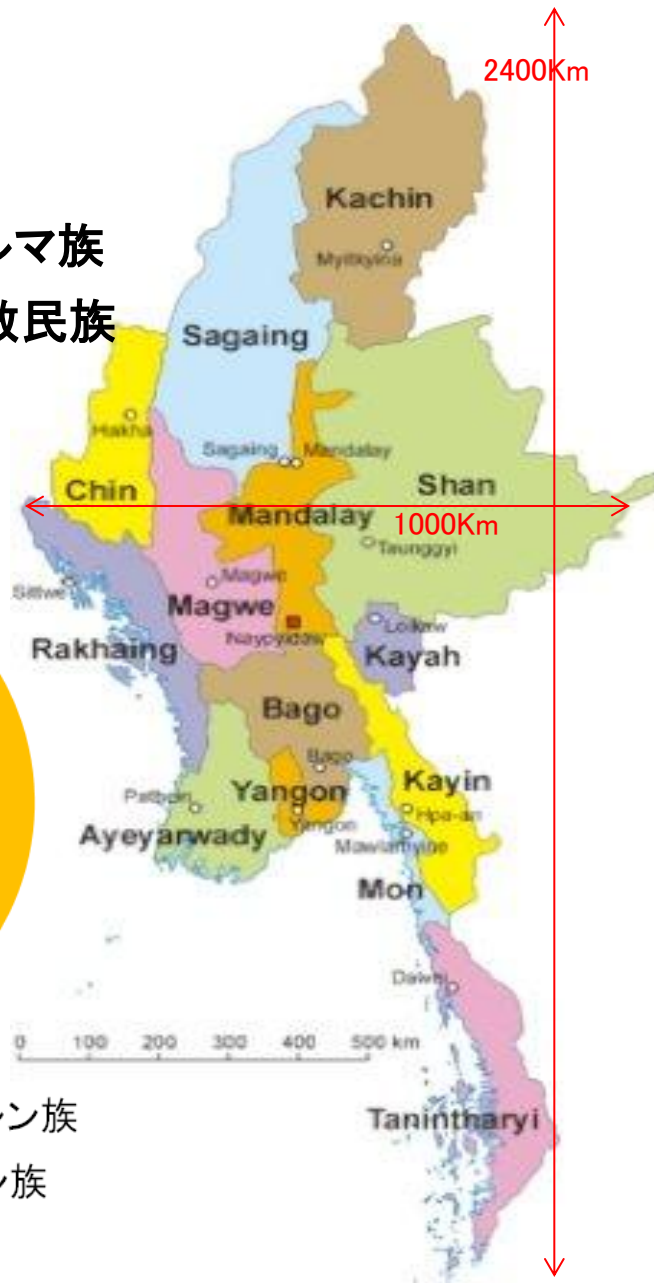 2400Km
Kachin
Myitkyina
ルマ族
数民族
Sagaing
Hakha
Sagaing
Mandalay
Chin
Shan
Mandalay
1000Km
Taunggyi
Sittwe
Magwe
Magwe
Naypyidaw
Loikaw
Rakhaing
Kayah
Bago
Bago
Yangon
Kayin
Pathein
Yangon
Hpa-an
Ayeyarwady
Mawlamyine
Mon
Dawei
0 100 200 300 400 500 km
Tanintharyi
ン族
ン族